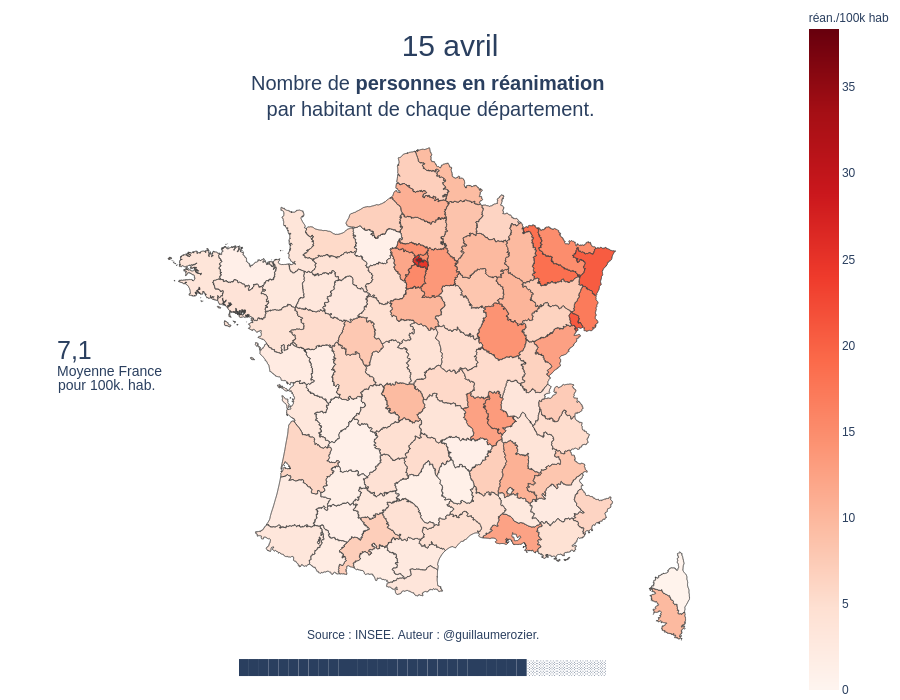 réan./100k hab
15 avril
Nombre de personnes en réanimation
par habitant de chaque département.
35
30
25
20
15
10
5
0
7,1
Moyenne France
pour 100k. hab.
Source : INSEE. Auteur : @guillaumerozier.